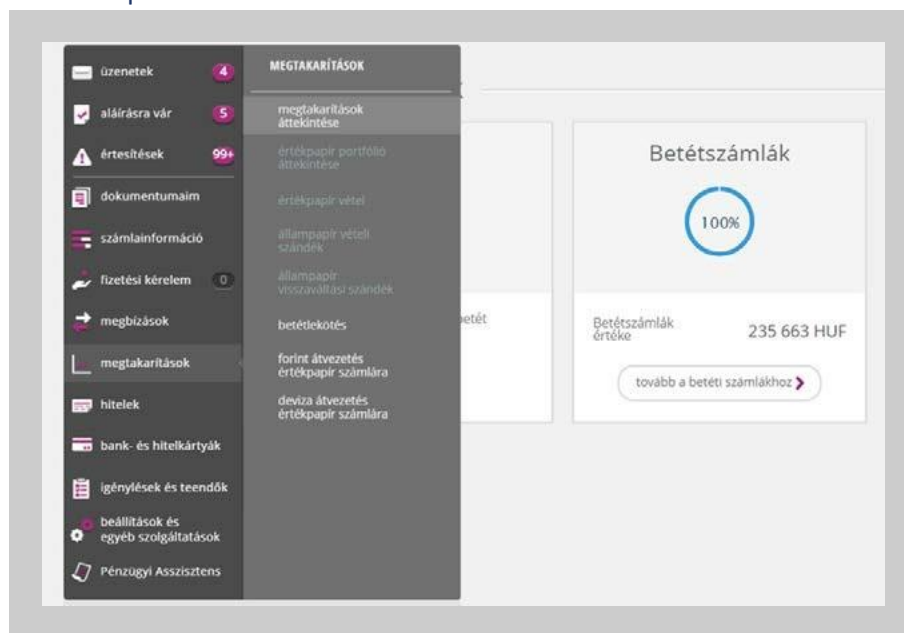 üzenetek 4
aláírásra vár 5
értesítések 99+
dokumentumaim
számlainformáció
fizetési kérelem 0
megbízások
megtakarítások
hitelek
bank- és hitelkártyák
igénylések és teendők
beállítások és
egyéb szolgáltatások
Pénzügyi Asszisztens
MEGTAKARÍTÁSOK
megtakarítások
áttekintése
értékpapír portfólió
áttekintése
értékpapír vétel
állampapír vételi
szándék
állampapír
visszaváltási szándék
betétlekötés
forint átvezetés
értékpapír számlára
deviza átvezetés
értékpapír számlára
Betétszámlák
100%
Betétszámlák
értéke
235 663 HUF
tovább a betéti számlákhoz